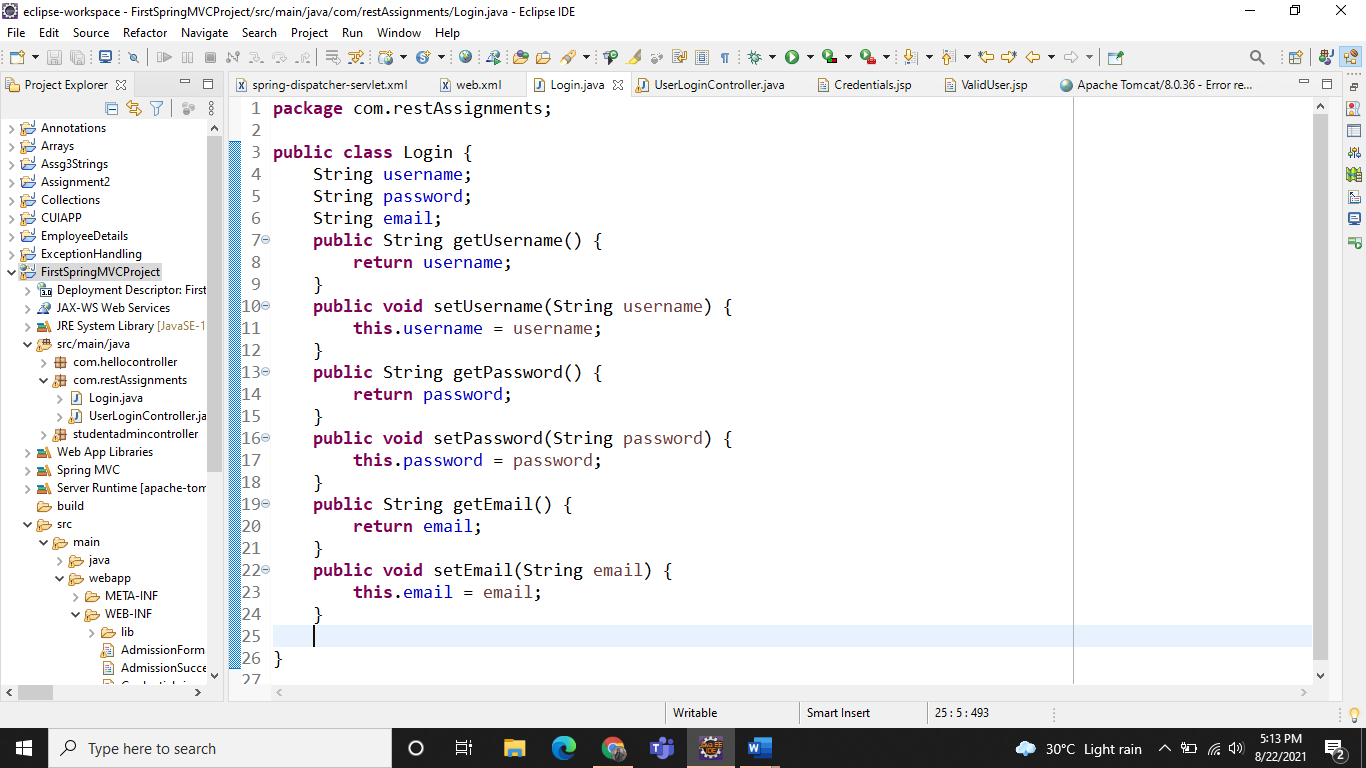 eclipse-workspace - FirstSpringMVCProject/src/main/java/com/restAssignments/Login.java - Eclipse IDE
File Edit Source Refactor Navigate Search Project Run Window Help
Project Explorer
spring-dispatcher-servlet.xml web.xml Login.java UserLoginController.java Credentials.jsp ValidUser.jsp Apache Tomcat/8.0.36 - Error re...
Annotations
Arrays
Assg3Strings
Assignment2
Collections
CUIAPP
EmployeeDetails
ExceptionHandling
FirstSpringMVCProject
Deployment Descriptor: First
JAX-WS Web Services
JRE System Library [JavaSE-1
src/main/java
com.hellocontroller
com.restAssignments
Login.java
UserLoginController.ja
studentadmincontroller
Web App Libraries
Spring MVC
Server Runtime [apache-tom
build
src
main
java
webapp
META-INF
WEB-INF
lib
AdmissionForm
AdmissionSucce
1 package com.restAssignments;
2
3 public class Login {
4 String username;
5 String password;
6 String email;
7 public String getUsername() {
8 return username;
9 }
10 public void setUsername(String username) {
11 this.username = username;
12 }
13 public String getPassword() {
14 return password;
15 }
16 public void setPassword(String password) {
17 this.password = password;
18 }
19 public String getEmail() {
20 return email;
21 }
22 public void setEmail(String email) {
23 this.email = email;
24 }
25
26 }
27
Writable Smart Insert 25 : 5 : 493
Type here to search
30°C Light rain
5:13 PM
8/22/2021
2